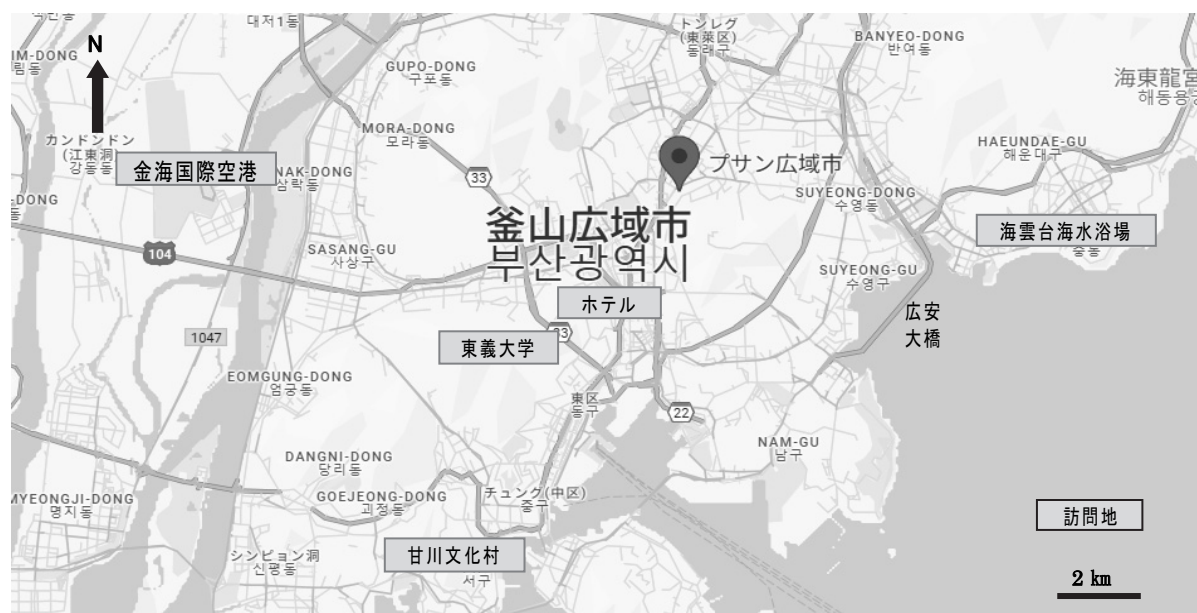 대저1동
トンレグ
(東萊区)
동래구
BANYEO-DONG
반여동
N
IM-DONG
림동
GUPO-DONG
구포동
海東龍宮
해동용궁
カンドンドン
(江東洞)
강동동
MORA-DONG
모라동
HAEUNDAE-GU
해운대구
金海国際空港
NAK-DONG
삼락동
33
プサン広域市
SUYEONG-DONG
수영동
-DONG
동
釜山広域市
부산광역시
海雲台海水浴場
중동
104
SASANG-GU
사상구
SUYEONG-GU
수영구
ホテル
広安
大橋
1047
33
東義大学
EOMGUNG-DONG
엄궁동
東区
동구
22
NAM-GU
남구
DANGNI-DONG
당리동
MYEONGJI-DONG
명지동
GOEJEONG-DONG
괴정동
チュング(中区)
중구
訪問地
シンピョン洞
신평동
甘川文化村
서구
2 km